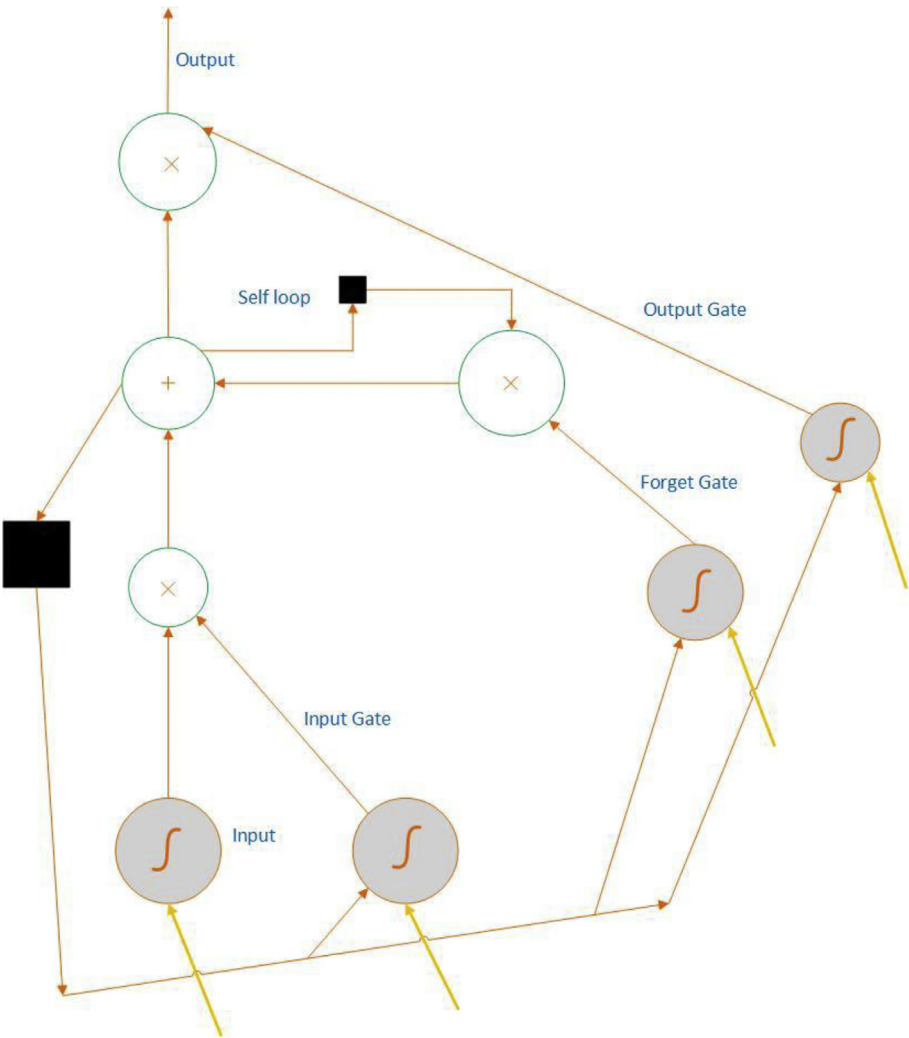 Output
×
Self loop
Output Gate
+
×
Forget Gate
∫
×
∫
Input Gate
∫
Input
∫